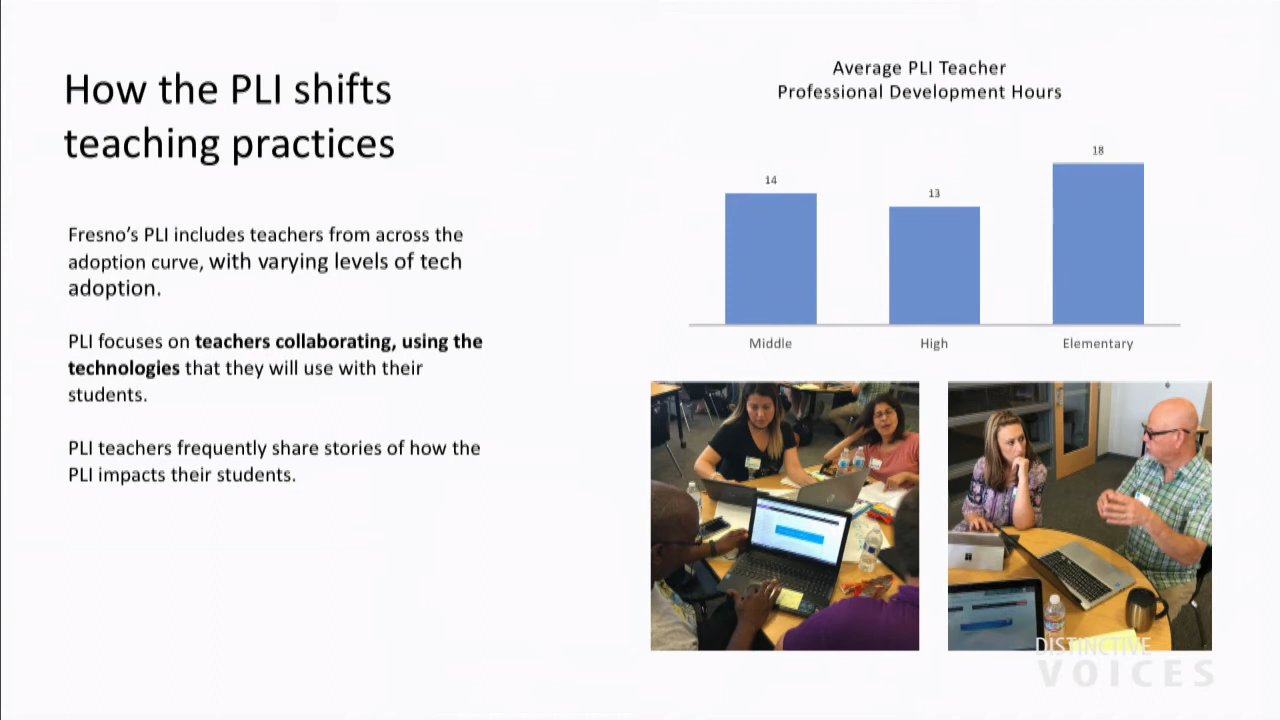 How the PLI shifts
teaching practices
Fresno’s PLI includes teachers from across the
adoption curve, with varying levels of tech
adoption.
PLI focuses on teachers collaborating, using the
technologies that they will use with their
students.
PLI teachers frequently share stories of how the
PLI impacts their students.
Average PLI Teacher
Professional Development Hours
14
13
18
Middle
High
Elementary
DISTINCTIVE
VOICES